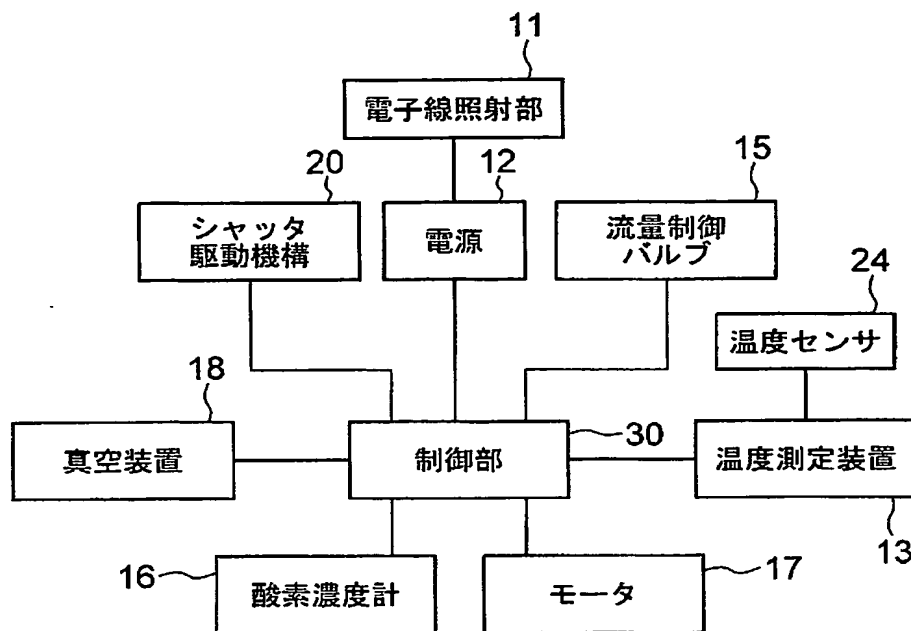 11
電子線照射部
20
シャッタ
駆動機構
12
電源
15
流量制御
バルブ
24
温度センサ
18
真空装置
30
制御部
温度測定装置
13
16
酸素濃度計
17
モータ